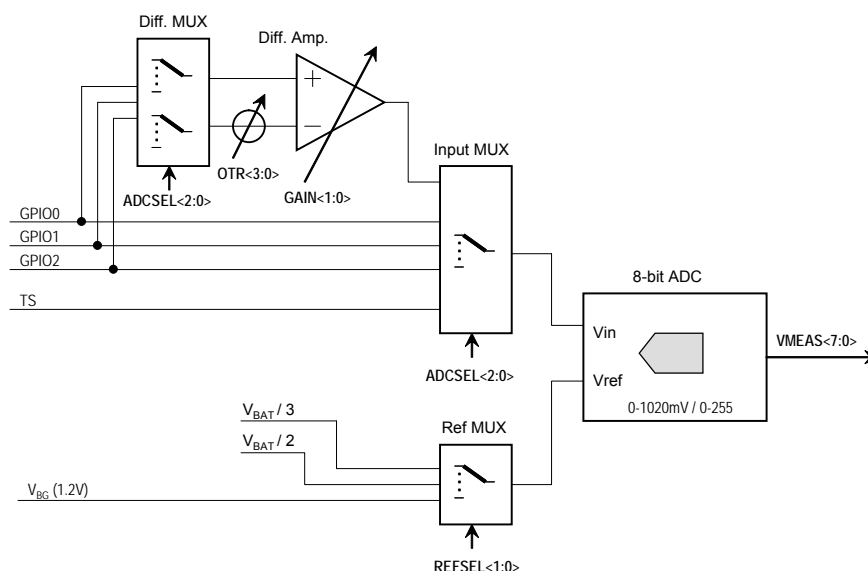 Diff. MUX
Diff. Amp.
+
−
OTR<3:0>
Input MUX
ADCSEL<2:0>
GAIN<1:0>
GPIO0
GPIO1
GPIO2
8-bit ADC
TS
Vin
VMEAS<7:0>
Vref
ADCSEL<2:0>
0-1020mV / 0-255
VBAT / 3
Ref MUX
VBAT / 2
VBG (1.2V)
REFSEL<1:0>